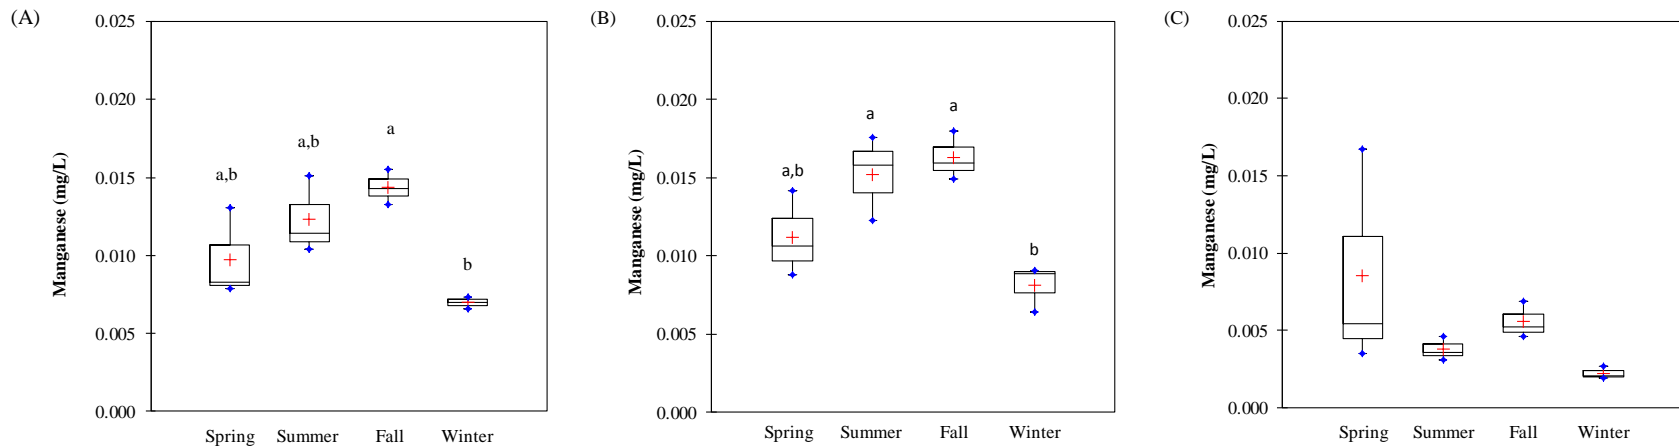 (A)
Manganese (mg/L)
0.025
0.020
0.015
0.010
0.005
0.000
a,b
a,b
a
b
Spring Summer Fall Winter
(B)
Manganese (mg/L)
0.025
0.020
0.015
0.010
0.005
0.000
a,b
a
a
b
Spring Summer Fall Winter
(C)
Manganese (mg/L)
0.025
0.020
0.015
0.010
0.005
0.000
Spring Summer Fall Winter